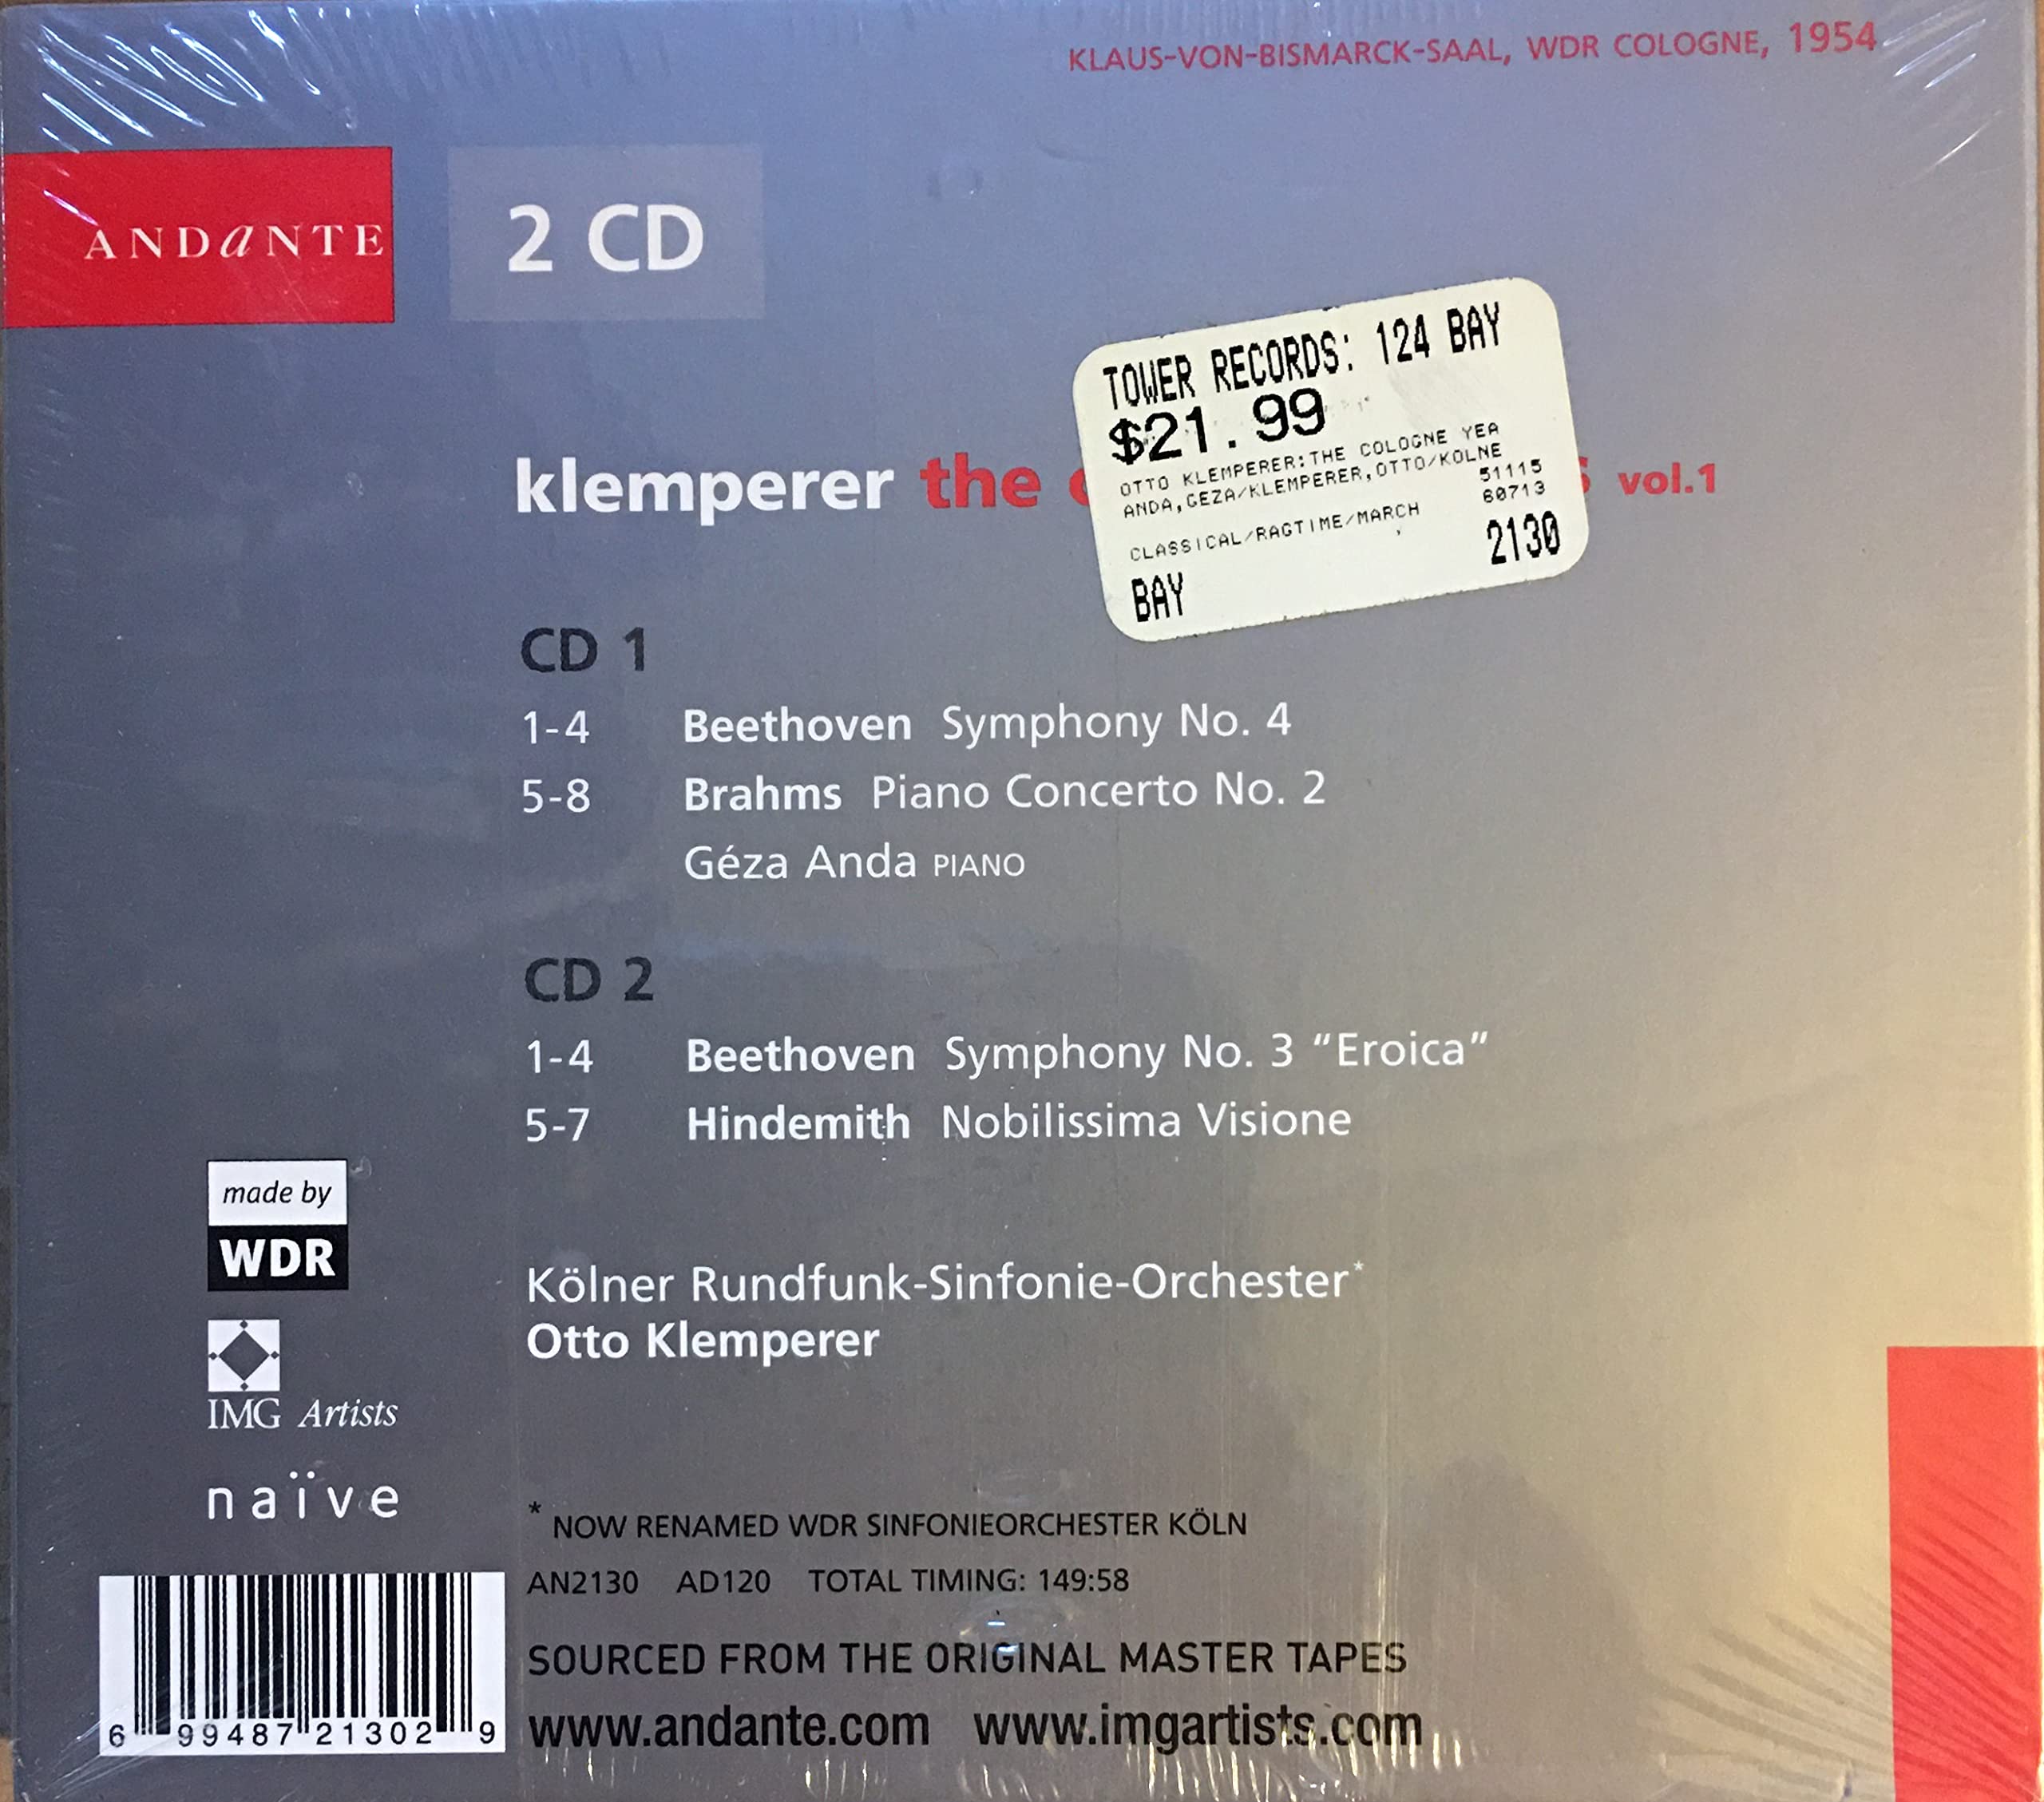 KLAUS-VON-BISMARCK-SAAL, WDR COLOGNE, 1954
ANDaNTE
2 CD
TOWER RECORDS: 124 BAY
$21.99
OTTO KLEMPERER:THE COLOGNE YEA
ANDA,GEZA/KLEMPERER,OTTO/KOLNE
51115
60713
CLASSICAL/RAGTIME/MARCH
2130
BAY
klemperer the vol.1
CD 1
1-4 Beethoven Symphony No. 4
5-8 Brahms Piano Concerto No. 2
Géza Anda PIANO
CD 2
1-4 Beethoven Symphony No. 3 “Eroica”
5-7 Hindemith Nobilissima Visione
made by
WDR
Kölner Rundfunk-Sinfonie-Orchester*
Otto Klemperer
IMG Artists
naïve
* NOW RENAMED WDR SINFONIEORCHESTER KÖLN
AN2130 AD120 TOTAL TIMING: 149:58
SOURCED FROM THE ORIGINAL MASTER TAPES
www.andante.com www.imgartists.com
6 99487 21302 9